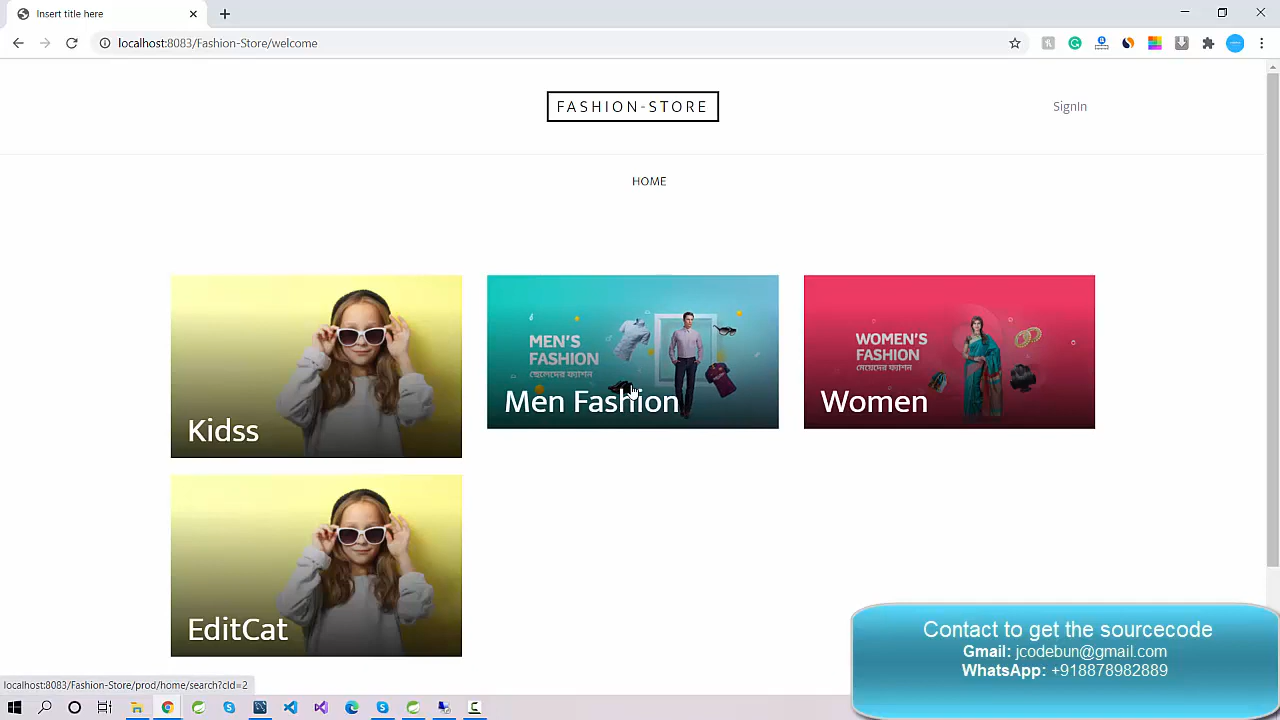 Insert title here
localhost:8083/Fashion-Store/welcome
FASHION-STORE
SignIn
HOME
Kidss
MEN'S
FASHION
ছেলেদের ফ্যাশন
Men Fashion
WOMEN'S
FASHION
মেয়েদের ফ্যাশন
Women
EditCat
Contact to get the sourcecode
Gmail: jcodebun@gmail.com
WhatsApp: +918878982889
localhost:8083/Fashion-Store/prod/home/search?cId=2